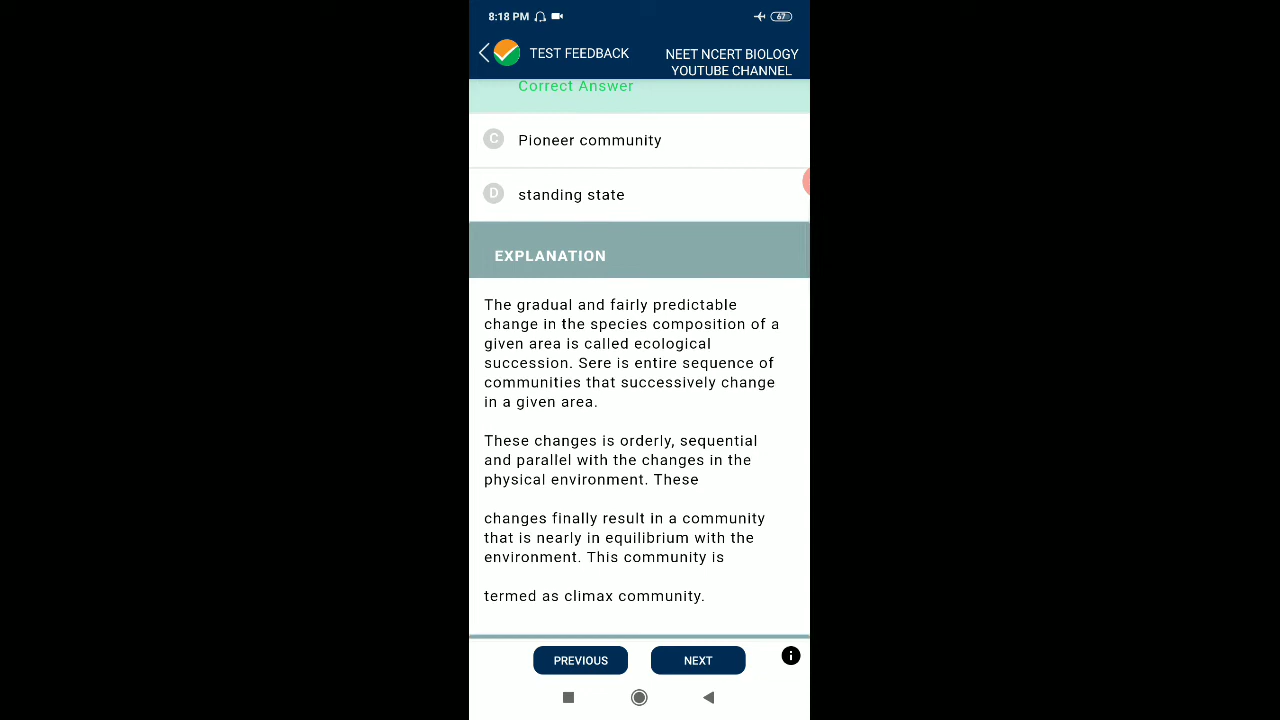 8:18 PM
67
TEST FEEDBACK
NEET NCERT BIOLOGY
YOUTUBE CHANNEL
Correct Answer
C Pioneer community
D standing state
EXPLANATION
The gradual and fairly predictable
change in the species composition of a
given area is called ecological
succession. Sere is entire sequence of
communities that successively change
in a given area.
These changes is orderly, sequential
and parallel with the changes in the
physical environment. These
changes finally result in a community
that is nearly in equilibrium with the
environment. This community is
termed as climax community.
PREVIOUS
NEXT
i